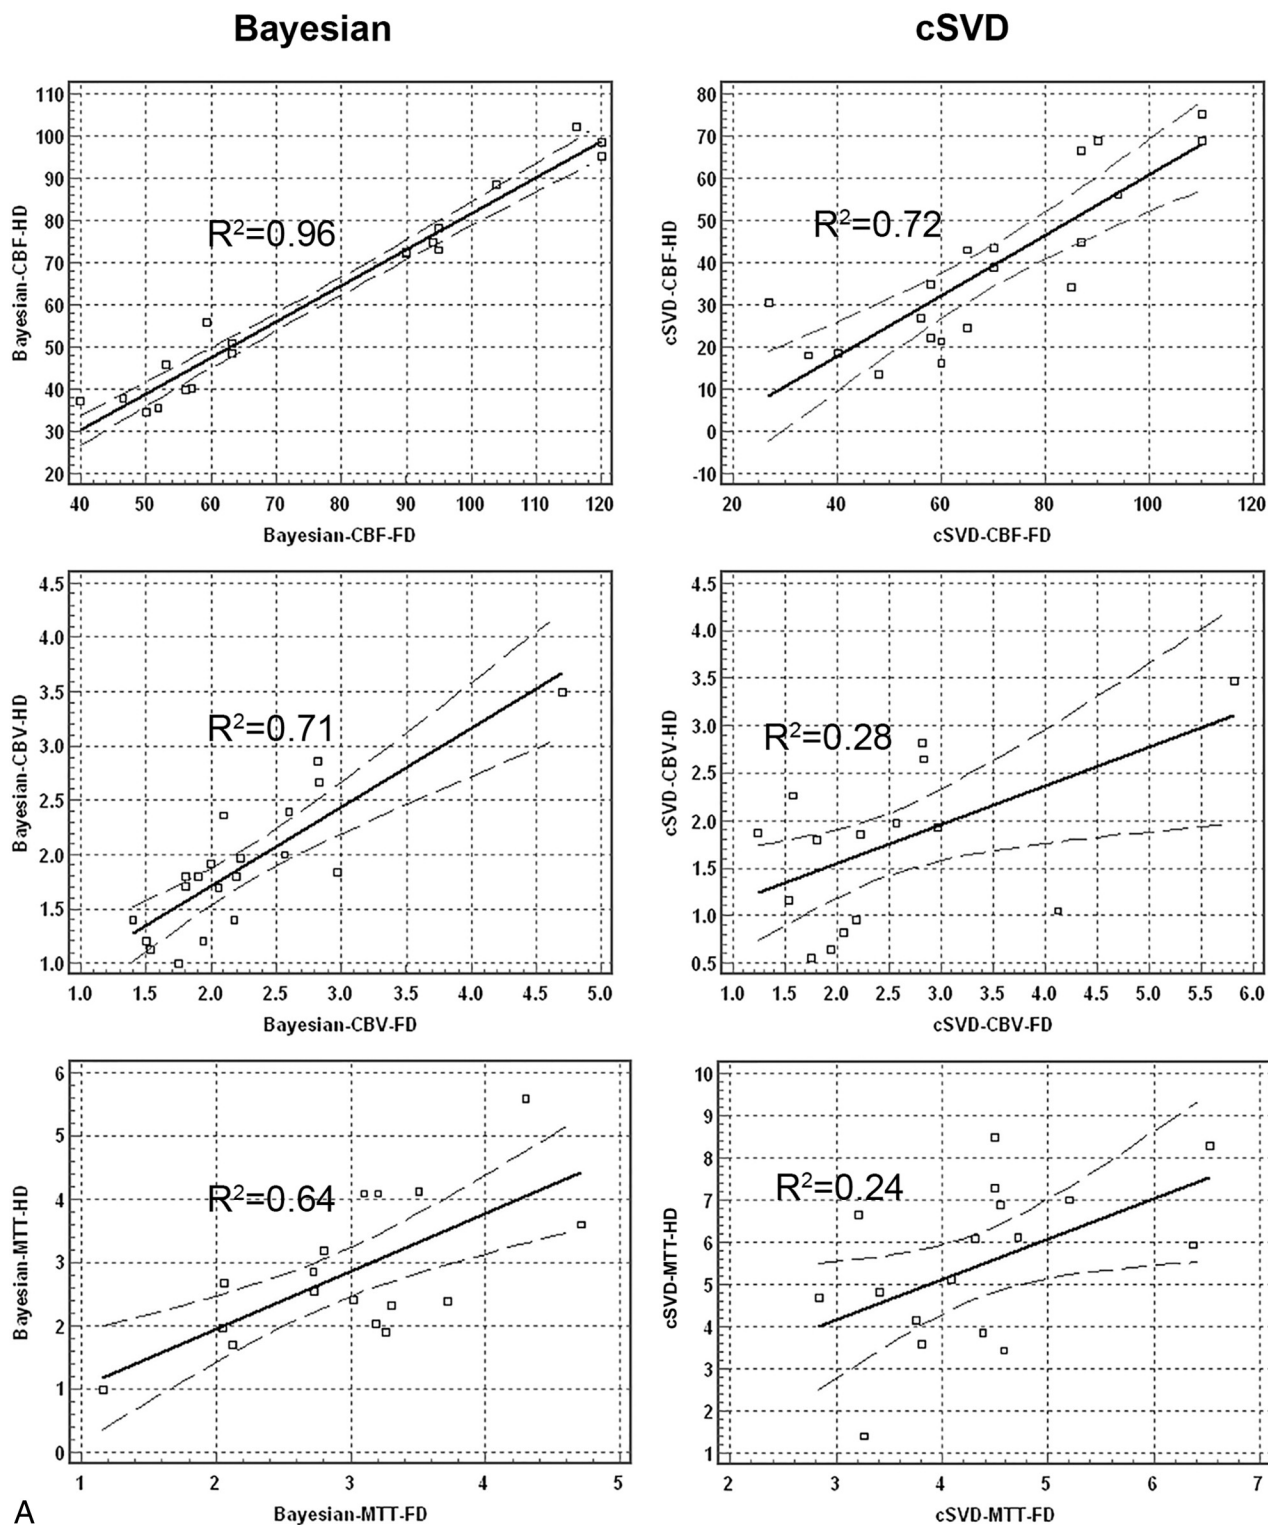 Bayesian
cSVD
110
100
90
80
70
60
50
40
30
20
Bayesian-CBF-HD
R²=0.96
40 50 60 70 80 90 100 110 120
Bayesian-CBF-FD
80
70
60
50
40
30
20
10
0
-10
cSVD-CBF-HD
R²=0.72
20 40 60 80 100 120
cSVD-CBF-FD
4.5
4.0
3.5
3.0
2.5
2.0
1.5
1.0
Bayesian-CBV-HD
R²=0.71
1.0 1.5 2.0 2.5 3.0 3.5 4.0 4.5 5.0
Bayesian-CBV-FD
4.5
4.0
3.5
3.0
2.5
2.0
1.5
1.0
0.5
cSVD-CBV-HD
R²=0.28
1.0 1.5 2.0 2.5 3.0 3.5 4.0 4.5 5.0 5.5 6.0
cSVD-CBV-FD
6
5
4
3
2
1
0
Bayesian-MTT-HD
R²=0.64
1 2 3 4 5
Bayesian-MTT-FD
10
9
8
7
6
5
4
3
2
1
cSVD-MTT-HD
R²=0.24
2 3 4 5 6 7
cSVD-MTT-FD
A